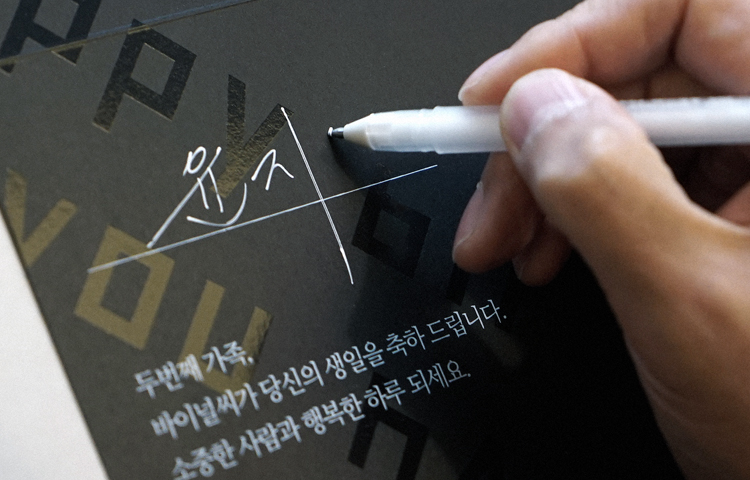 PPY
YOU
두번째 가족,
바이널씨가 당신의 생일을 축하 드립니다.
소중한 사람과 행복한 하루 되세요.